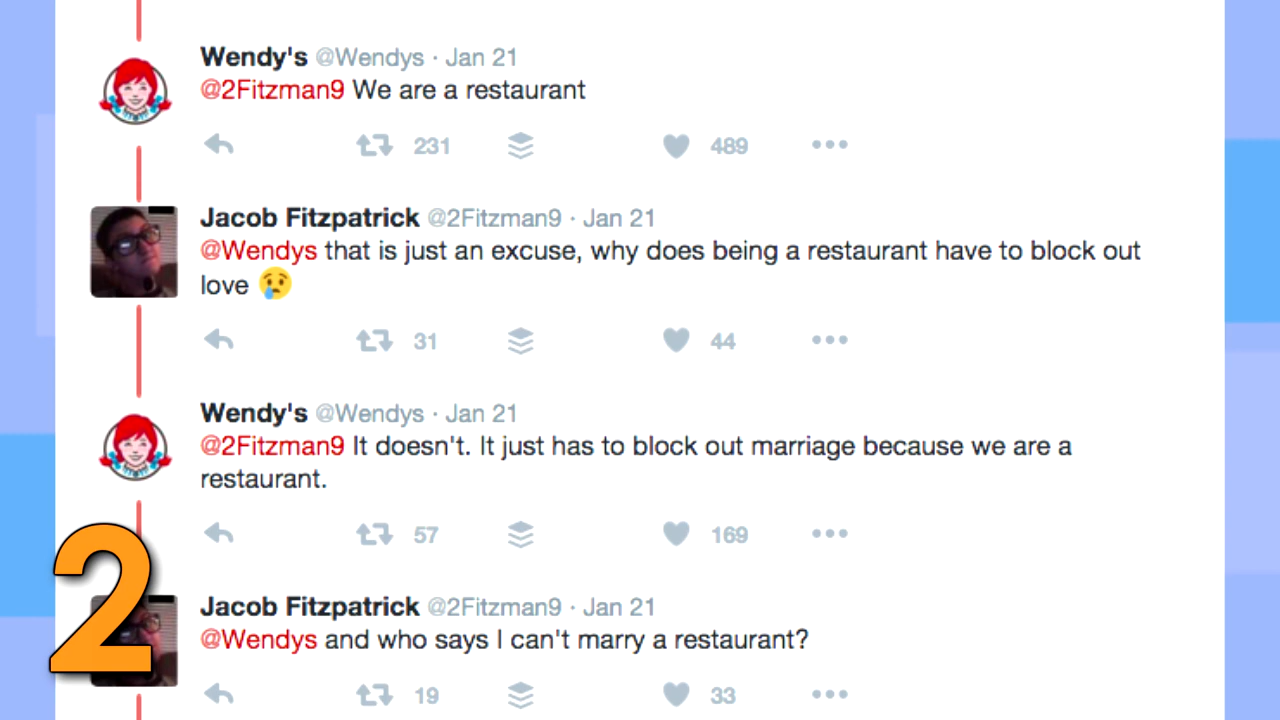 Wendy's @Wendys · Jan 21
@2Fitzman9 We are a restaurant
231 489
Jacob Fitzpatrick @2Fitzman9 · Jan 21
@Wendys that is just an excuse, why does being a restaurant have to block out
love 😢
31 44
Wendy's @Wendys · Jan 21
@2Fitzman9 It doesn't. It just has to block out marriage because we are a
restaurant.
57 169
2
Jacob Fitzpatrick @2Fitzman9 · Jan 21
@Wendys and who says I can't marry a restaurant?
19 33